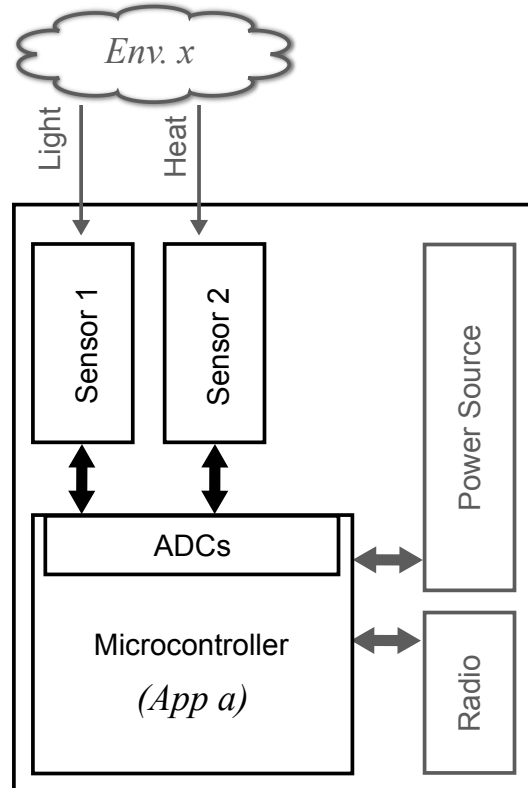 Env. x
Light
Heat
Sensor 1
Sensor 2
Power Source
ADCs
Microcontroller
(App a)
Radio